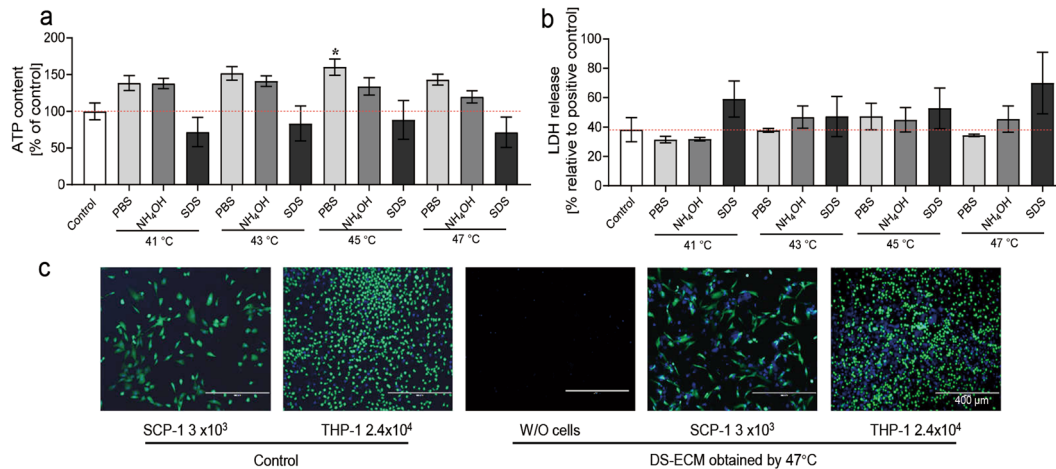 a
ATP content
[% of control]
200
150
100
50
0
*
Control
PBS
NH₄OH
SDS
PBS
NH₄OH
SDS
PBS
NH₄OH
SDS
PBS
NH₄OH
SDS
41 °C
43 °C
45 °C
47 °C
b
LDH release
[% relative to positive control]
100
80
60
40
20
0
Control
PBS
NH₄OH
SDS
PBS
NH₄OH
SDS
PBS
NH₄OH
SDS
PBS
NH₄OH
SDS
41 °C
43 °C
45 °C
47 °C
c
400 μm
SCP-1 3 x10³
THP-1 2.4x10⁴
W/O cells
SCP-1 3 x10³
THP-1 2.4x10⁴
Control
DS-ECM obtained by 47°C